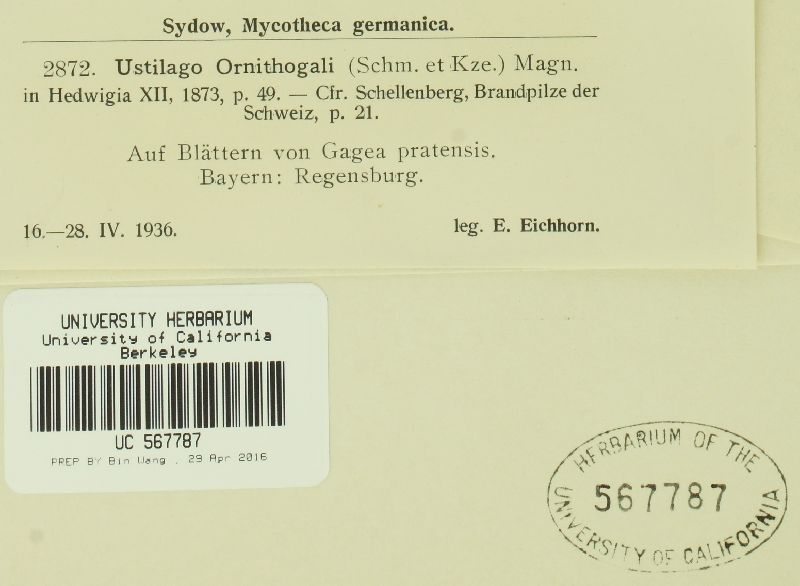 Sydow, Mycotheca germanica.
2872. Ustilago Ornithogali (Schm. et Kze.) Magn.
in Hedwigia XII, 1873, p. 49. — Cfr. Schellenberg, Brandpilze der
Schweiz, p. 21.
Auf Blättern von Gagea pratensis.
Bayern: Regensburg.
16.—28. IV. 1936. leg. E. Eichhorn.
UNIVERSITY HERBARIUM
University of California
Berkeley
UC 567787
PREP BY Bin Wang , 29 Apr 2016
HERBARIUM OF THE
567787
UNIVERSITY OF CALIFORNIA